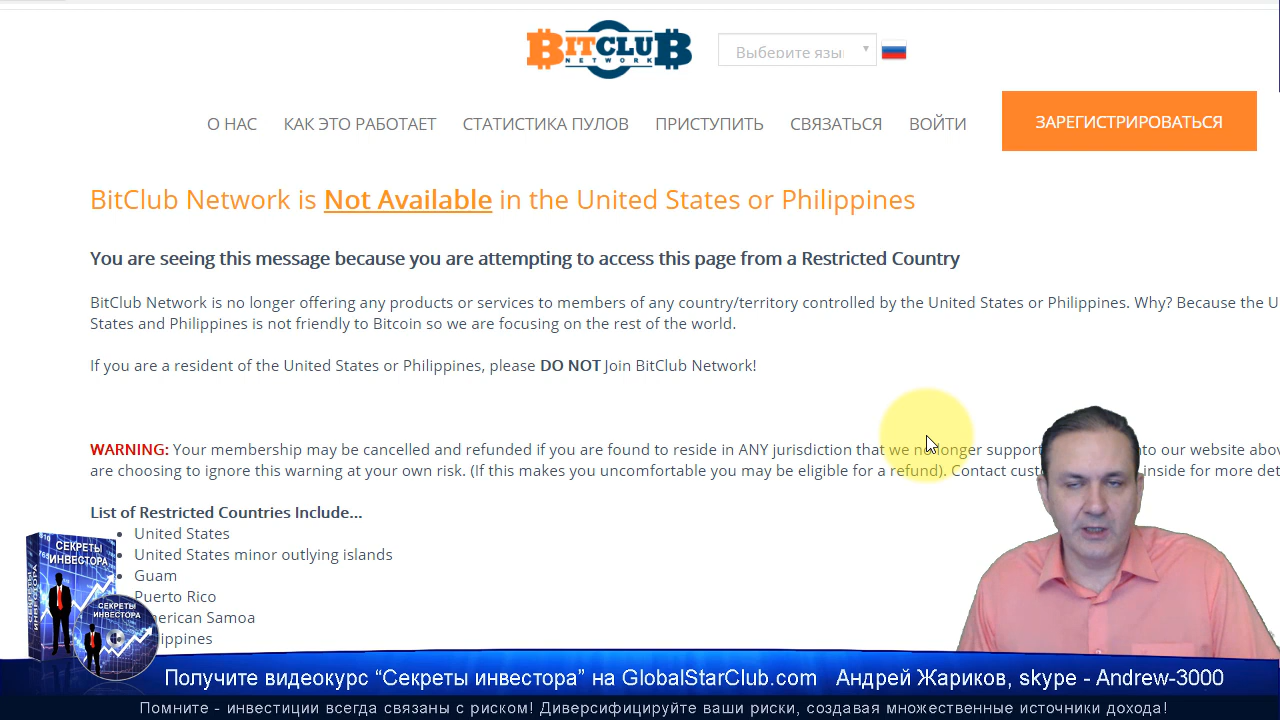 BITCLUB
NETWORK
Выберите язы
О НАС КАК ЭТО РАБОТАЕТ СТАТИСТИКА ПУЛОВ ПРИСТУПИТЬ СВЯЗАТЬСЯ ВОЙТИ ЗАРЕГИСТРИРОВАТЬСЯ
BitClub Network is Not Available in the United States or Philippines
You are seeing this message because you are attempting to access this page from a Restricted Country
BitClub Network is no longer offering any products or services to members of any country/territory controlled by the United States or Philippines. Why? Because the U
States and Philippines is not friendly to Bitcoin so we are focusing on the rest of the world.
If you are a resident of the United States or Philippines, please DO NOT Join BitClub Network!
WARNING: Your membership may be cancelled and refunded if you are found to reside in ANY jurisdiction that we no longer support nto our website abov
are choosing to ignore this warning at your own risk. (If this makes you uncomfortable you may be eligible for a refund). Contact cust inside for more det
List of Restricted Countries Include...
United States
United States minor outlying islands
Guam
Puerto Rico
merican Samoa
ippines
СЕКРЕТЫ
ИНВЕСТОРА
СЕКРЕТЫ
ИНВЕСТОРА
Получите видеокурс “Секреты инвестора” на GlobalStarClub.com Андрей Жариков, skype - Andrew-3000
Помните - инвестиции всегда связаны с риском! Диверсифицируйте ваши риски, создавая множественные источники дохода!